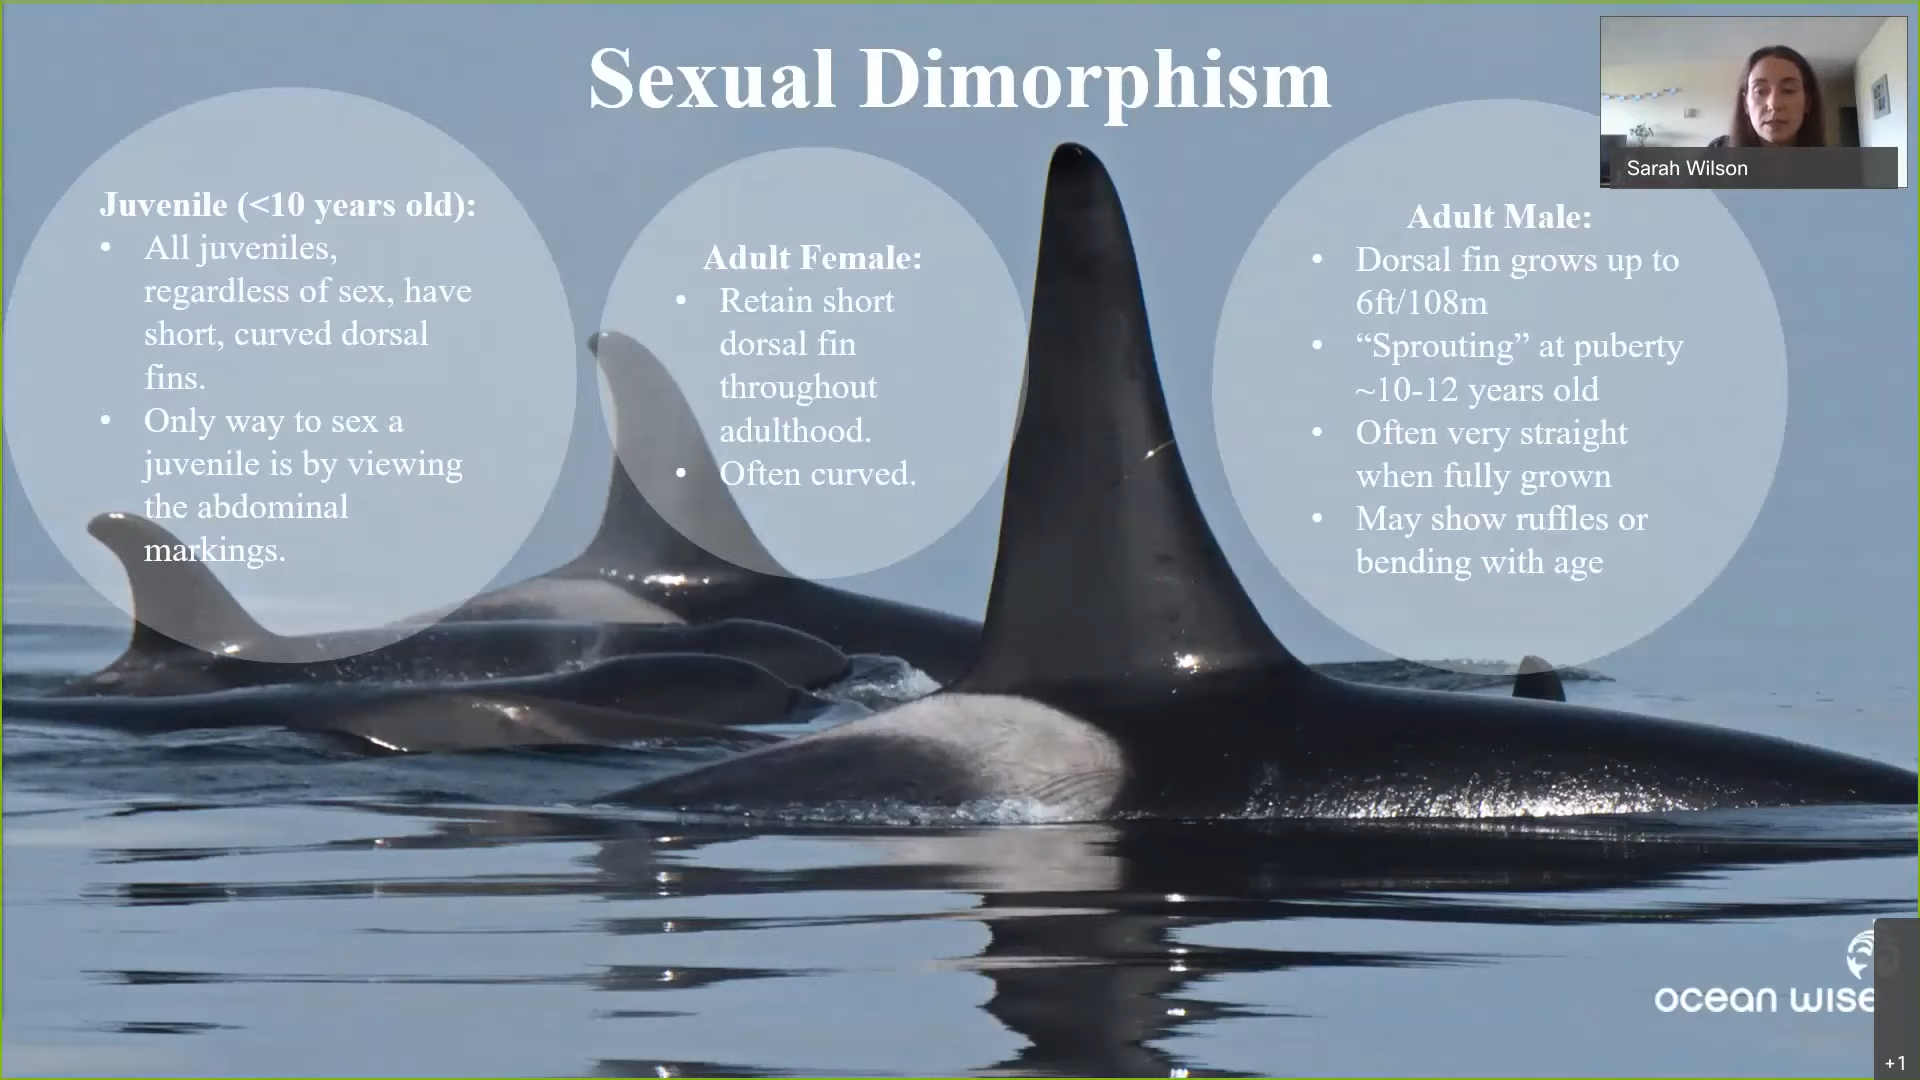 Sexual Dimorphism
Sarah Wilson
Juvenile (<10 years old):
• All juveniles,
regardless of sex, have
short, curved dorsal
fins.
• Only way to sex a
juvenile is by viewing
the abdominal
markings.
Adult Female:
• Retain short
dorsal fin
throughout
adulthood.
• Often curved.
Adult Male:
• Dorsal fin grows up to
6ft/108m
• “Sprouting” at puberty
~10-12 years old
• Often very straight
when fully grown
• May show ruffles or
bending with age
ocean wise
+1